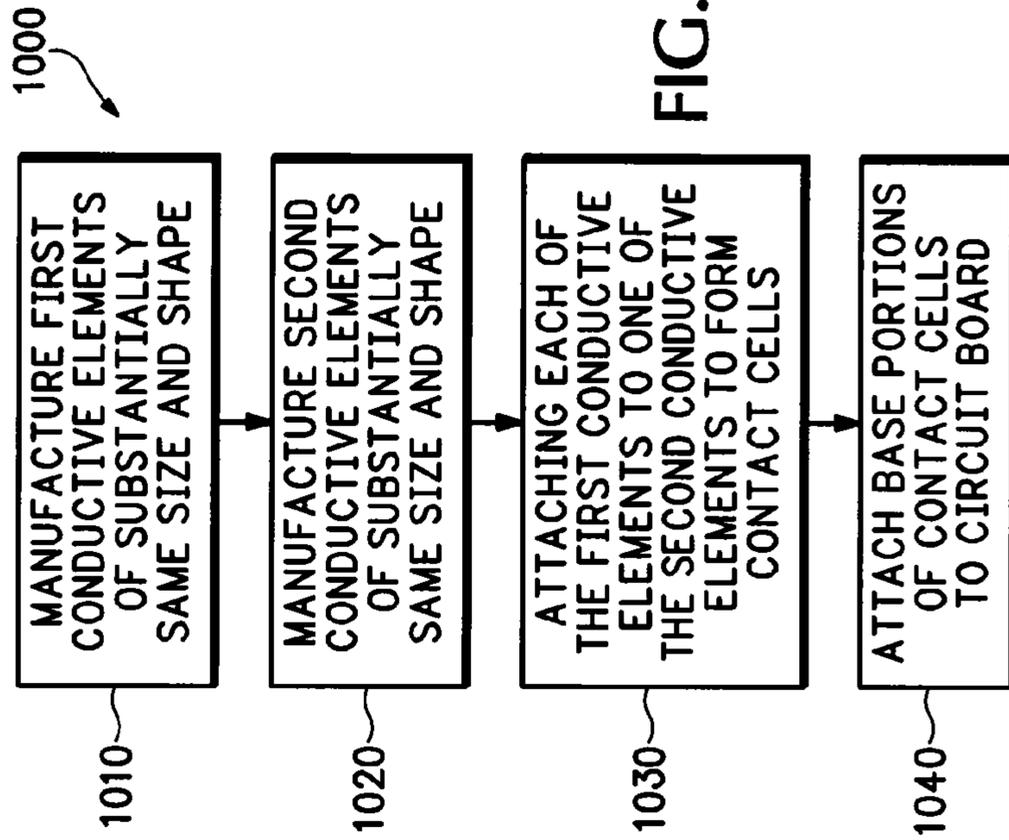 1000
1010
MANUFACTURE FIRST
CONDUCTIVE ELEMENTS
OF SUBSTANTIALLY
SAME SIZE AND SHAPE
1020
MANUFACTURE SECOND
CONDUCTIVE ELEMENTS
OF SUBSTANTIALLY
SAME SIZE AND SHAPE
1030
ATTACHING EACH OF
THE FIRST CONDUCTIVE
ELEMENTS TO ONE OF
THE SECOND CONDUCTIVE
ELEMENTS TO FORM
CONTACT CELLS
1040
ATTACH BASE PORTIONS
OF CONTACT CELLS
TO CIRCUIT BOARD
FIG.